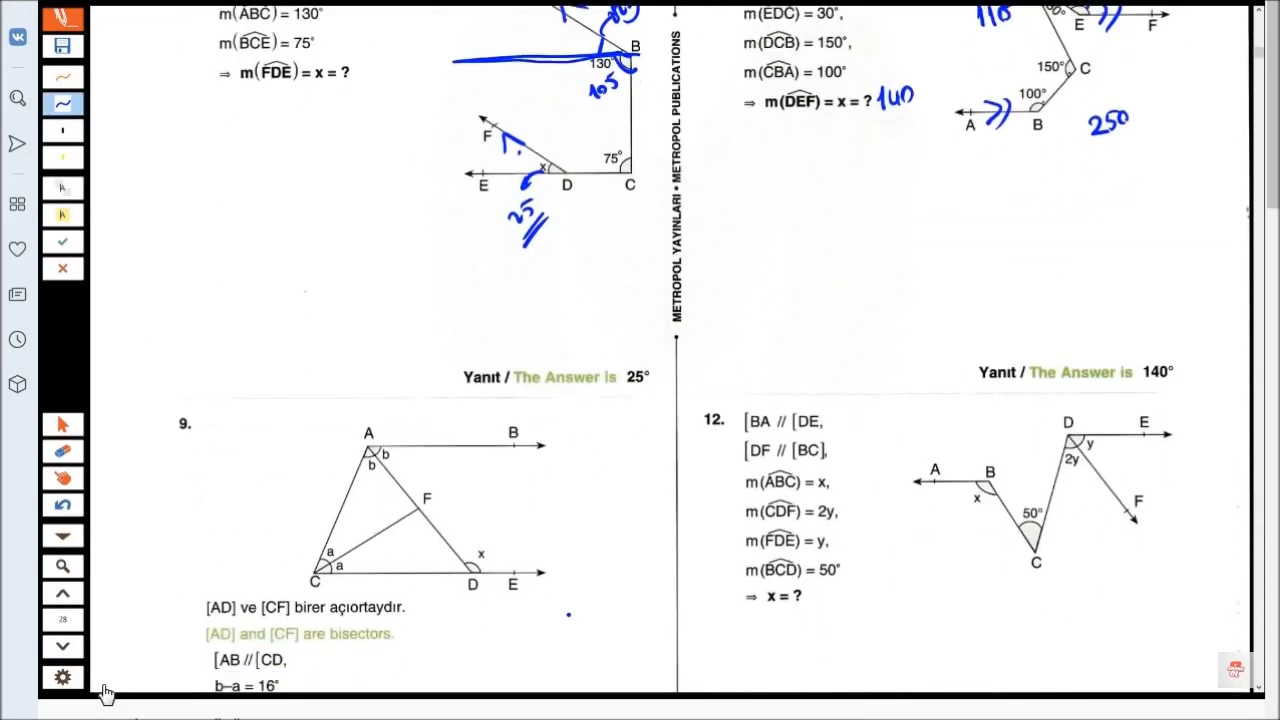 m(ABC) = 130°
m(BCE) = 75°
⇒ m(FDE) = x = ?
B
130°
105
F
x
75°
E
D
C
25
Yanıt / The Answer is 25°
9.
A
B
b
b
F
a
a
x
C
D
E
[AD] ve [CF] birer açıortaydır.
[AD] and [CF] are bisectors.
[AB // [CD,
b–a = 16°
METROPOL YAYINLARI • METROPOL PUBLICATIONS
m(EDC) = 30°,
m(DCB) = 150°,
m(CBA) = 100°
⇒ m(DEF) = x = ? 140
110
E
F
150°
C
100°
A
B
250
Yanıt / The Answer is 140°
12.
[BA // [DE,
[DF // [BC],
m(ABC) = x,
m(CDF) = 2y,
m(FDE) = y,
m(BCD) = 50°
⇒ x = ?
D
E
y
2y
A
B
x
F
50°
C
28